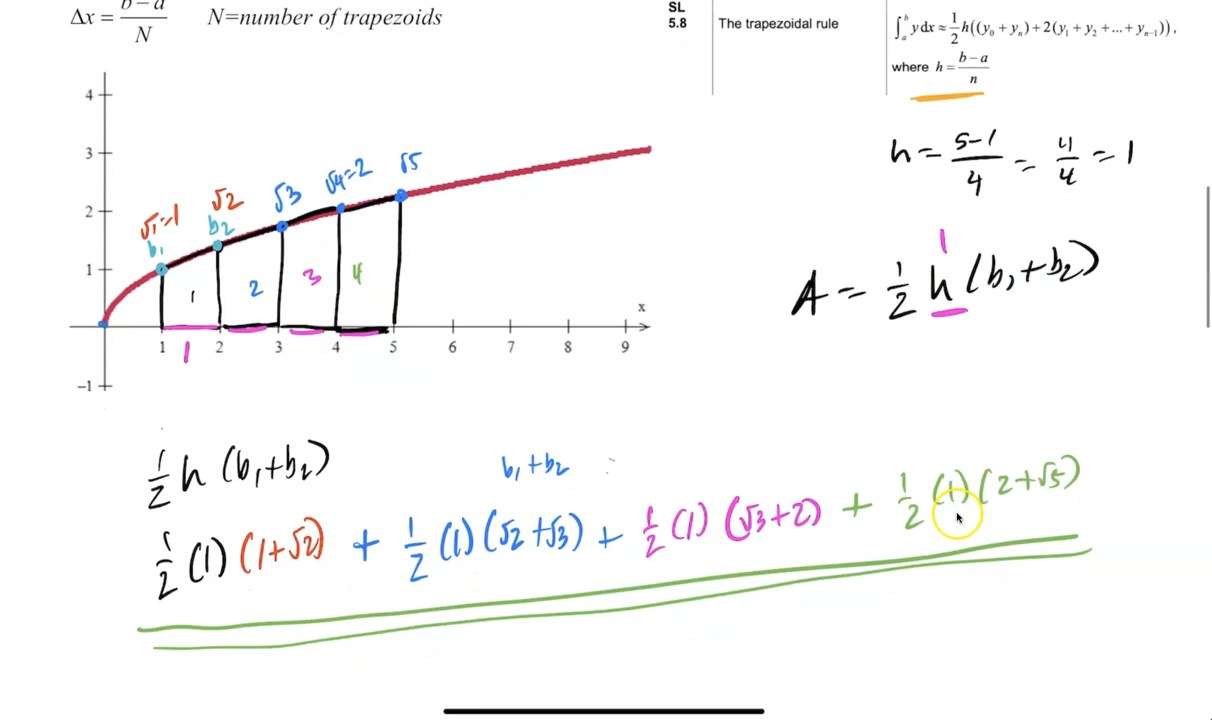 Δx = b − a / N N=number of trapezoids
SL 5.8 The trapezoidal rule
∫ₐᵇ y dx ≈ 1/2 h((y₀ + yₙ) + 2(y₁ + y₂ + ... + yₙ₋₁)),
where h = b − a / n
h = 5-1 / 4 = 4/4 = 1
4
3
2
1
−1
√1=1
√2
√3
√4=2
√5
b₁
b₂
1
2
3
4
x
1 2 3 4 5 6 7 8 9
1
1
A = 1/2 h (b₁+b₂)
1/2 h (b₁+b₂)
b₁+b₂
1/2 (1) (1+√2) + 1/2 (1) (√2+√3) + 1/2 (1) (√3+2) + 1/2 (1) (2+√5)